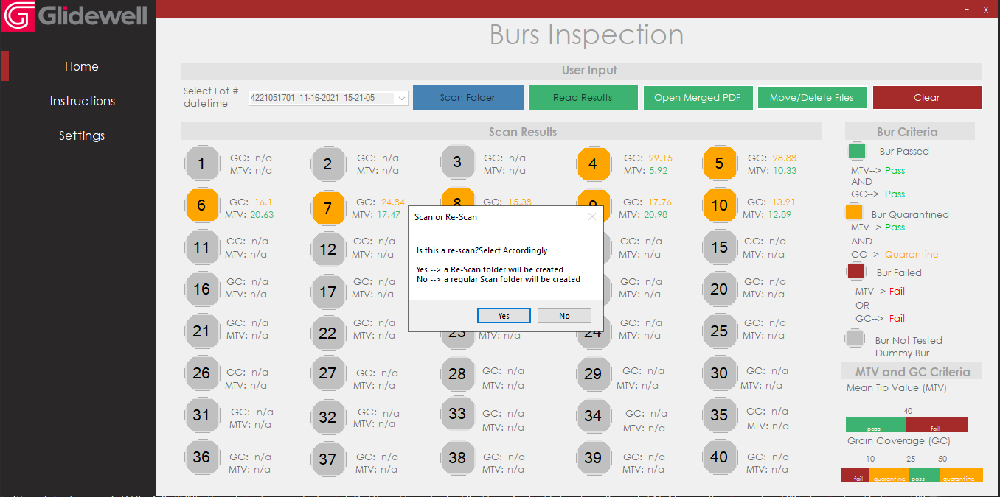 Glidewell
- X
Burs Inspection
Home
Instructions
Settings
User Input
Select Lot #
datetime
4221051701_11-16-2021_15-21-05
Scan Folder
Read Results
Open Merged PDF
Move/Delete Files
Clear
Scan Results
1 GC: n/a
MTV: n/a
2 GC: n/a
MTV: n/a
3 GC: n/a
MTV: n/a
4 GC: 99.15
MTV: 5.92
5 GC: 98.88
MTV: 10.33
6 GC: 16.1
MTV: 20.63
7 GC: 24.84
MTV: 17.47
8 GC: 15.38
9 GC: 17.76
MTV: 20.98
10 GC: 13.91
MTV: 12.89
11 GC: n/a
MTV: n/a
12 GC: n/a
MTV: n/a
GC: n/a
MTV: n/a
15 GC: n/a
MTV: n/a
16 GC: n/a
MTV: n/a
17 GC: n/a
MTV: n/a
GC: n/a
MTV: n/a
20 GC: n/a
MTV: n/a
21 GC: n/a
MTV: n/a
22 GC: n/a
MTV: n/a
23 MTV: n/a
24 GC: n/a
MTV: n/a
25 GC: n/a
MTV: n/a
26 GC: n/a
MTV: n/a
27 GC: n/a
MTV: n/a
28 GC: n/a
MTV: n/a
29 GC: n/a
MTV: n/a
30 GC: n/a
MTV: n/a
31 GC: n/a
MTV: n/a
32 GC: n/a
MTV: n/a
33 GC: n/a
MTV: n/a
34 GC: n/a
MTV: n/a
35 GC: n/a
MTV: n/a
36 GC: n/a
MTV: n/a
37 GC: n/a
MTV: n/a
38 GC: n/a
MTV: n/a
39 GC: n/a
MTV: n/a
40 GC: n/a
MTV: n/a
Scan or Re-Scan
Is this a re-scan?Select Accordingly
Yes --> a Re-Scan folder will be created
No --> a regular Scan folder will be created
Yes
No
Bur Criteria
Bur Passed
MTV--> Pass
AND
GC--> Pass
Bur Quarantined
MTV--> Pass
AND
GC--> Quarantine
Bur Failed
MTV--> Fail
OR
GC--> Fail
Bur Not Tested
Dummy Bur
MTV and GC Criteria
Mean Tip Value (MTV)
40
pass fail
Grain Coverage (GC)
10 25 50
fail quarantine pass quarantine